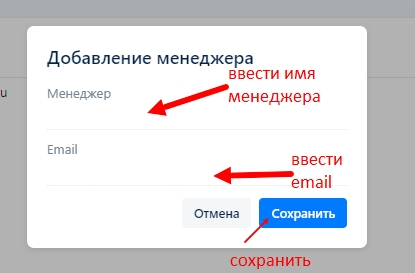 Добавление менеджера
ввести имя
менеджера
u
Менеджер
Email
ввести
email
Отмена
Сохранить
сохранить